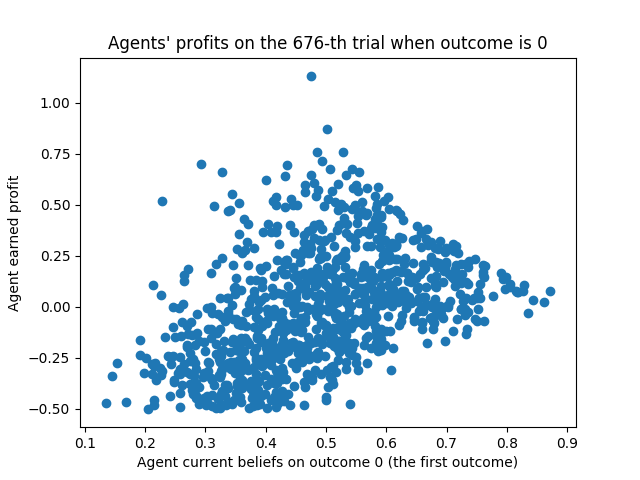 Agents' profits on the 676-th trial when outcome is 0
Agent earned profit
1.00
0.75
0.50
0.25
0.00
−0.25
−0.50
0.1 0.2 0.3 0.4 0.5 0.6 0.7 0.8 0.9
Agent current beliefs on outcome 0 (the first outcome)